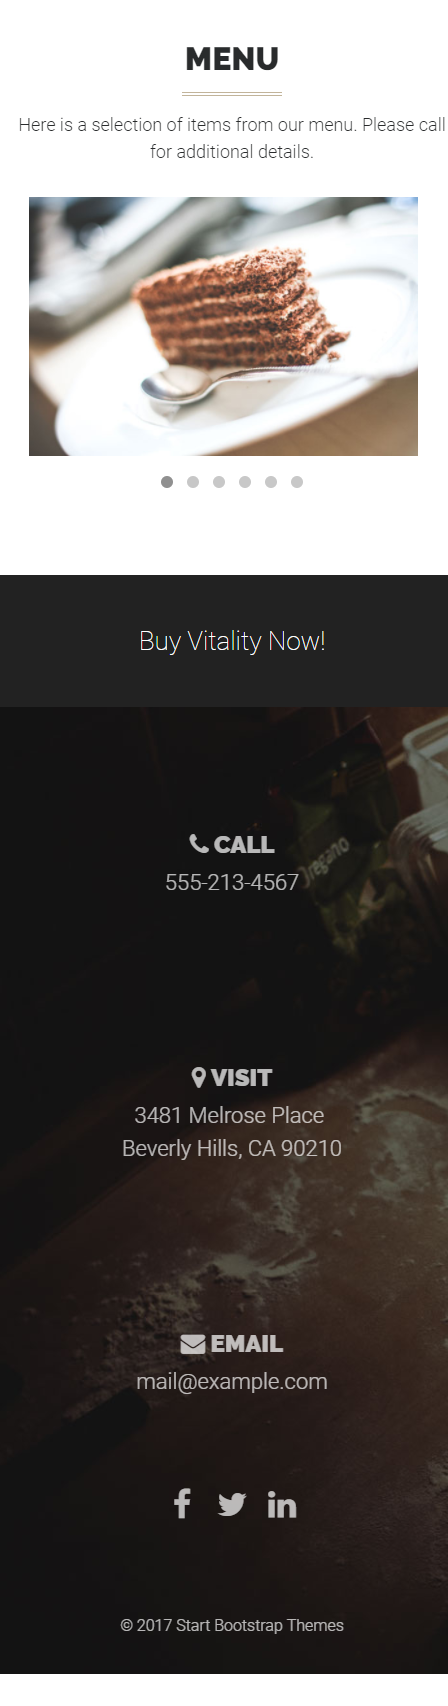 MENU
Here is a selection of items from our menu. Please call
for additional details.
Buy Vitality Now!
Oregano
CALL
555-213-4567
VISIT
3481 Melrose Place
Beverly Hills, CA 90210
EMAIL
mail@example.com
© 2017 Start Bootstrap Themes